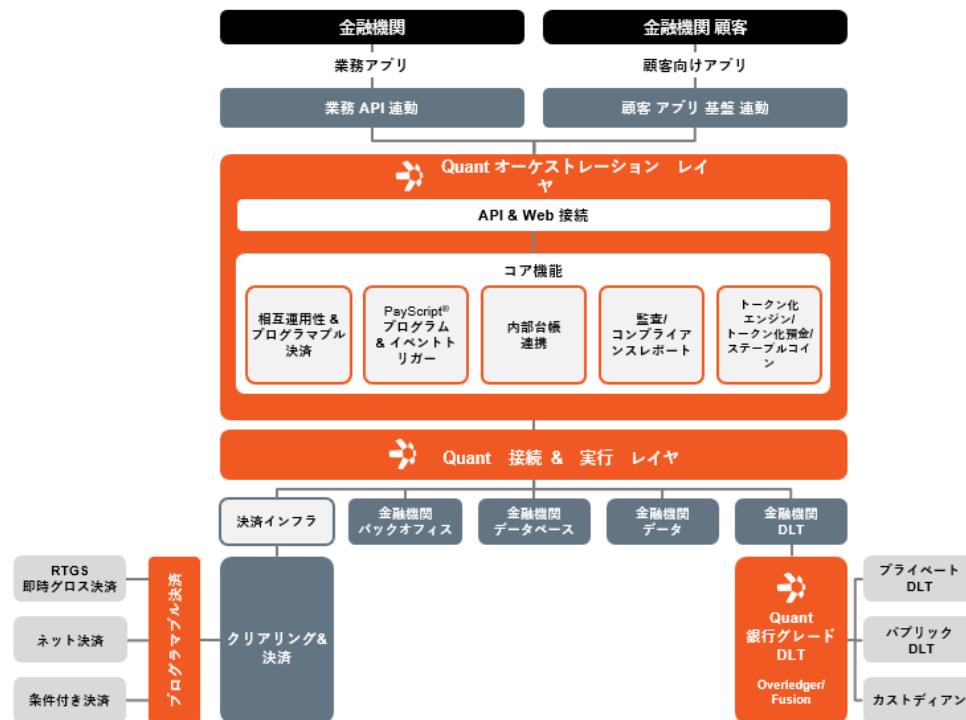 金融機関
金融機関 顧客
業務アプリ
顧客向けアプリ
業務 API 連動
顧客 アプリ 基盤 連動
Quant オーケストレーション レイ
ヤ
API & Web 接続
コア機能
相互運用性 &
プログラマブル
決済
PayScript®
プログラム
& イベントト
リガー
内部台帳
連携
監査/
コンプライア
ンスレポート
トークン化
エンジン/
トークン化預金/
ステーブルコイ
ン
Quant 接続 & 実行 レイヤ
決済インフラ
金融機関
バックオフィス
金融機関
データベース
金融機関
データ
金融機関
DLT
RTGS
即時グロス決済
ネット決済
条件付き決済
プログラマブル決済
クリアリング&
決済
Quant
銀行グレード
DLT
Overledger/
Fusion
プライベート
DLT
パブリック
DLT
カストディアン